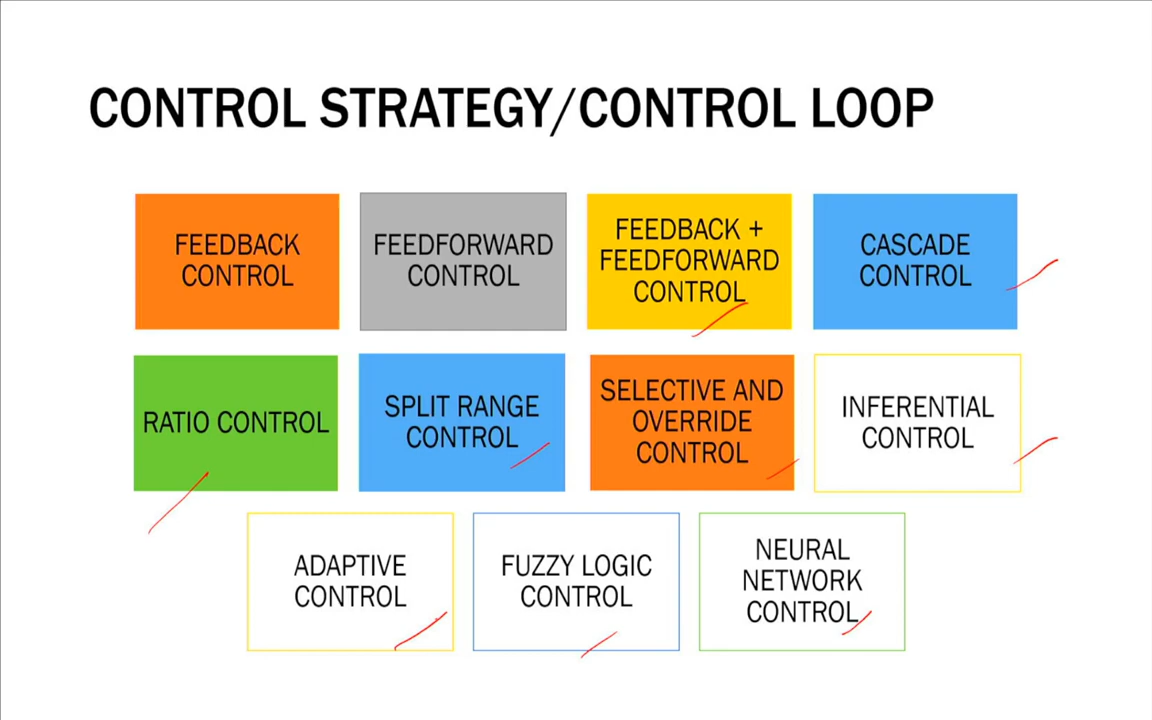 CONTROL STRATEGY/CONTROL LOOP
FEEDBACK
CONTROL
FEEDFORWARD
CONTROL
FEEDBACK +
FEEDFORWARD
CONTROL
CASCADE
CONTROL
RATIO CONTROL
SPLIT RANGE
CONTROL
SELECTIVE AND
OVERRIDE
CONTROL
INFERENTIAL
CONTROL
ADAPTIVE
CONTROL
FUZZY LOGIC
CONTROL
NEURAL
NETWORK
CONTROL